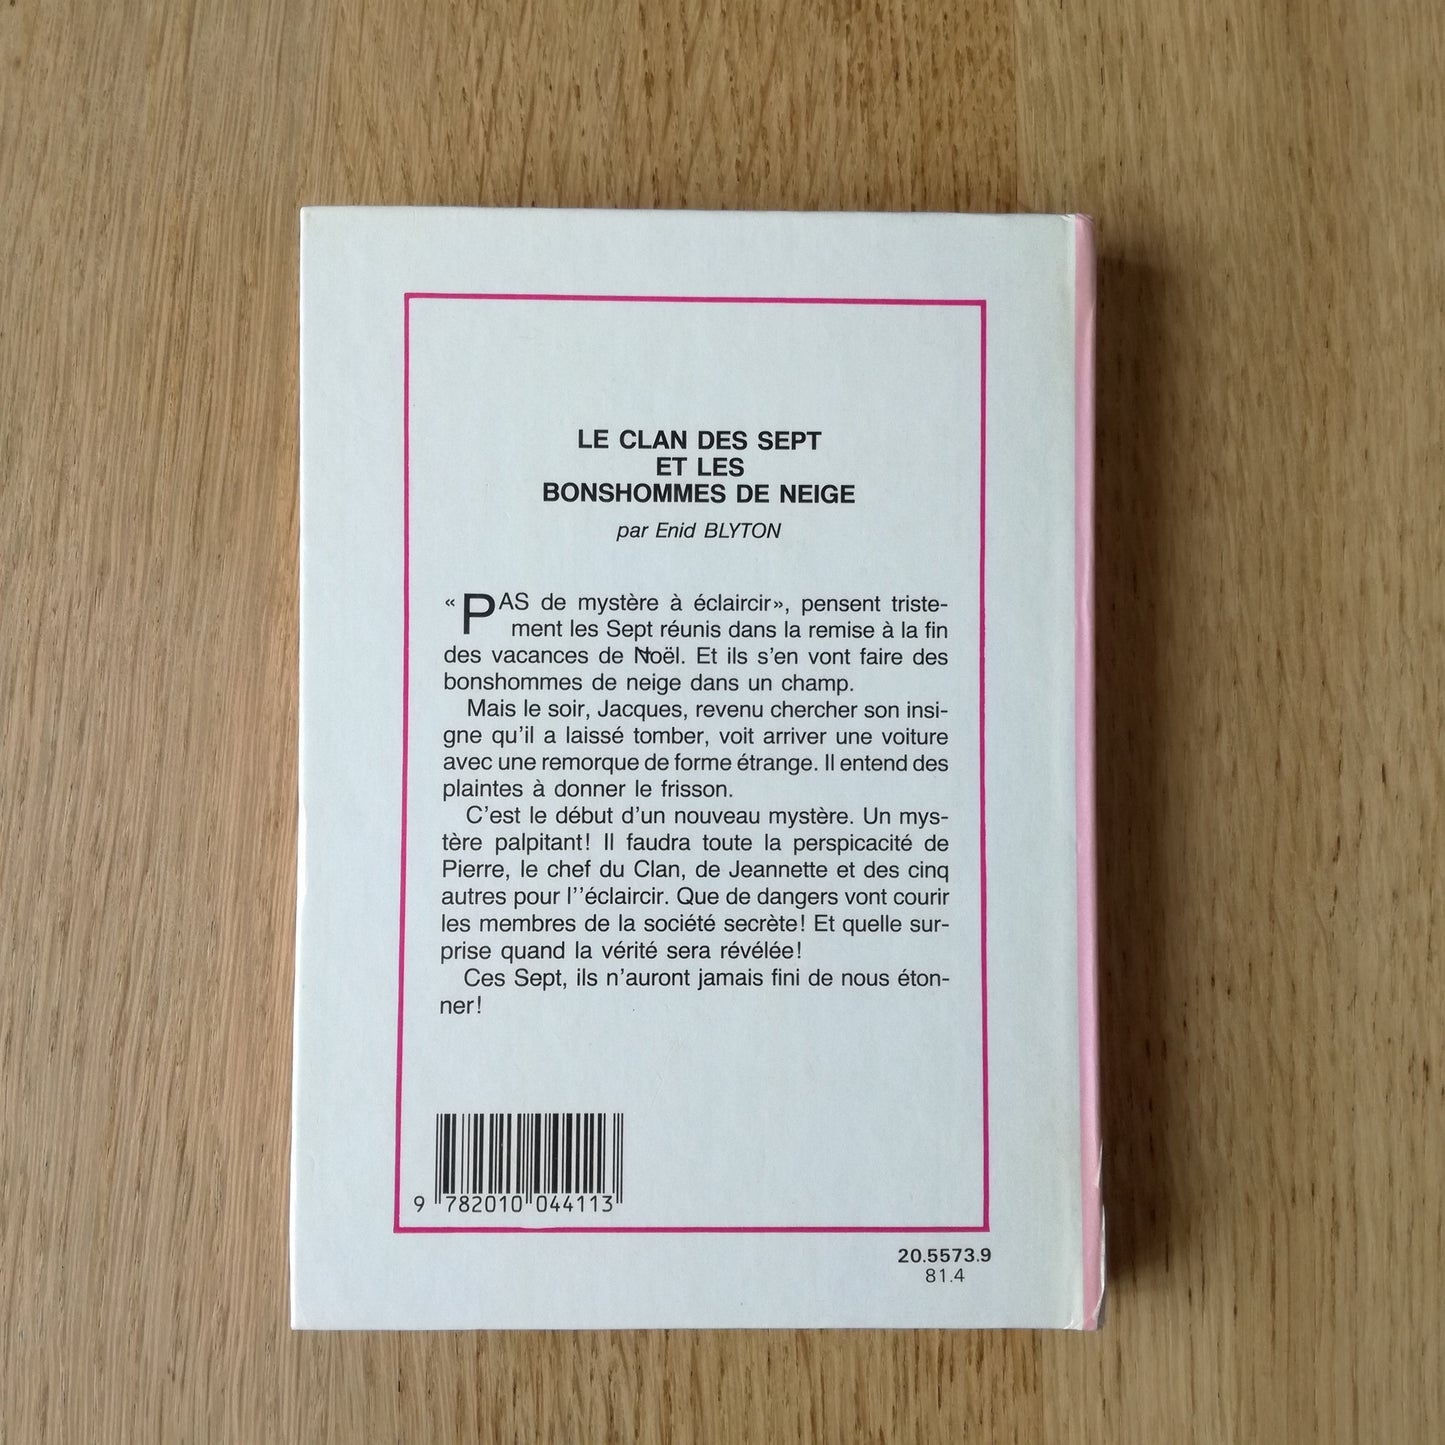 LE CLAN DES SEPT
ET LES
BONSHOMMES DE NEIGE
par Enid BLYTON
« PAS de mystère à éclaircir», pensent triste-
ment les Sept réunis dans la remise à la fin
des vacances de Noël. Et ils s'en vont faire des
bonshommes de neige dans un champ.
Mais le soir, Jacques, revenu chercher son insi-
gne qu'il a laissé tomber, voit arriver une voiture
avec une remorque de forme étrange. Il entend des
plaintes à donner le frisson.
C'est le début d'un nouveau mystère. Un mys-
tère palpitant! Il faudra toute la perspicacité de
Pierre, le chef du Clan, de Jeannette et des cinq
autres pour l''éclaircir. Que de dangers vont courir
les membres de la société secrète! Et quelle sur-
prise quand la vérité sera révélée!
Ces Sept, ils n'auront jamais fini de nous éton-
ner!
9 782010 044113
20.5573.9
81.4